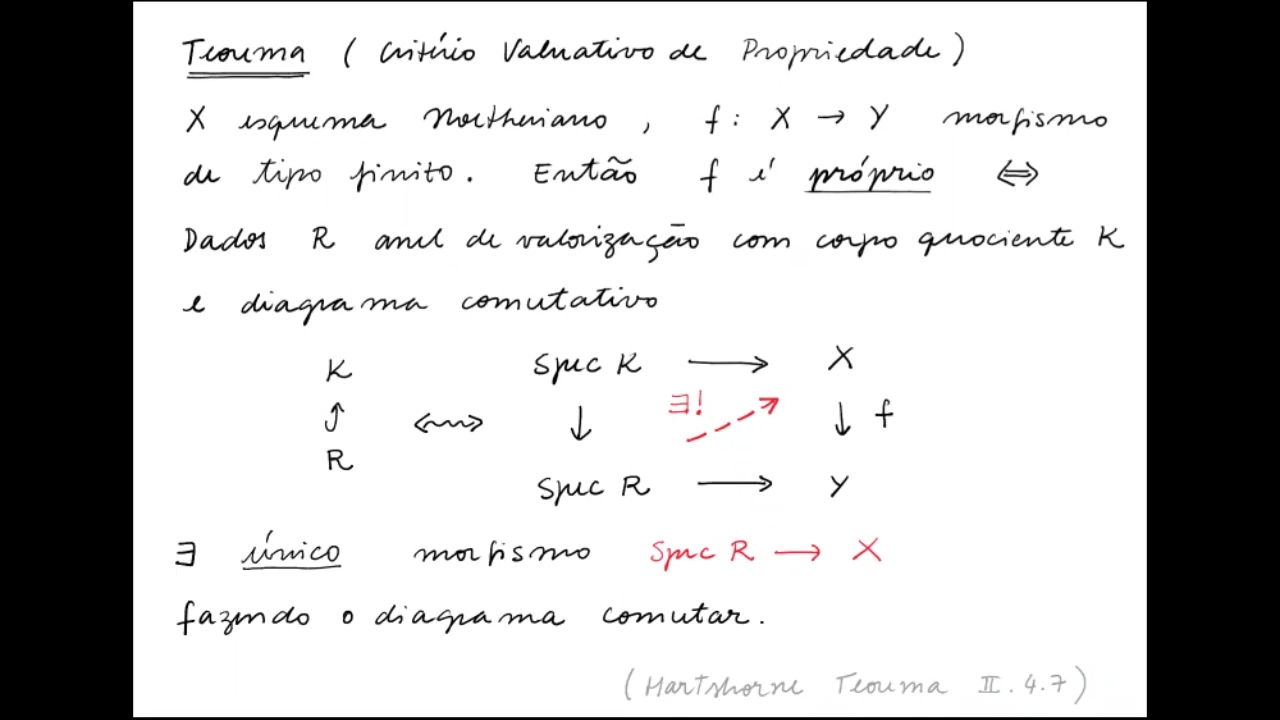 Teorema (Critério Valuativo de Propriedade)
X esquema Noetheriano, f: X → Y morfismo
de tipo finito. Então f é próprio ⇔
Dados R anel de valorização com corpo quociente K
e diagrama comutativo
K Spec K ⟶ X
↪ ⟷ ↓ ∃! ↓ f
R Spec R ⟶ Y
∃ único morfismo Spec R → X
fazendo o diagrama comutar.
(Hartshorne Teorema II.4.7)